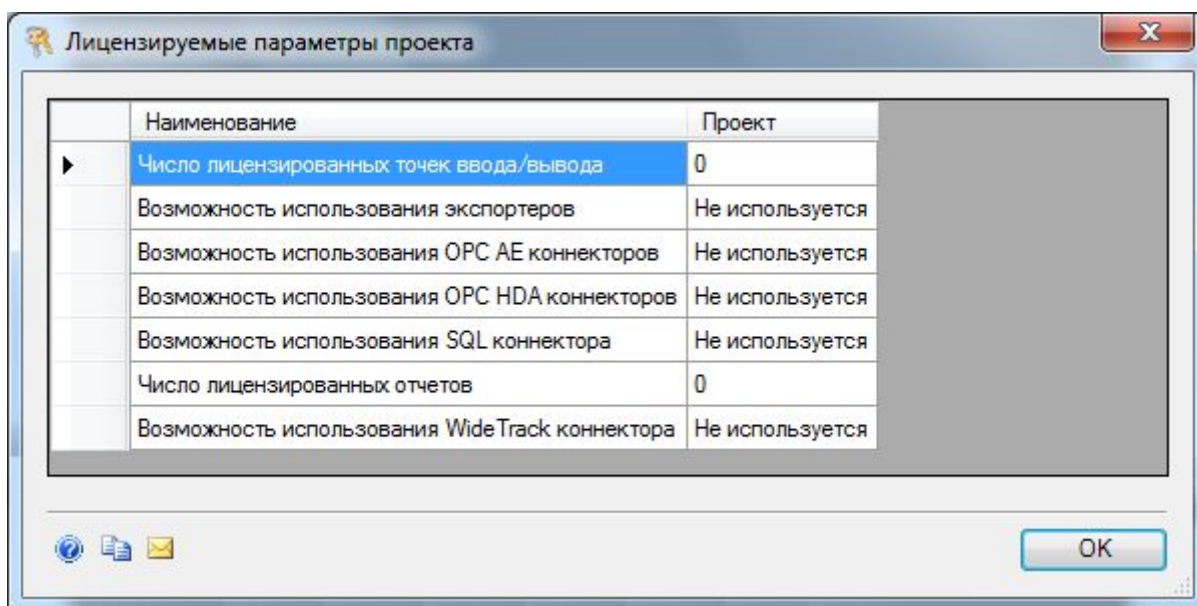 Лицензируемые параметры проекта
Наименование Проект
Число лицензированных точек ввода/вывода 0
Возможность использования экспортеров Не используется
Возможность использования OPC AE коннекторов Не используется
Возможность использования OPC HDA коннекторов Не используется
Возможность использования SQL коннектора Не используется
Число лицензированных отчетов 0
Возможность использования WideTrack коннектора Не используется
OK